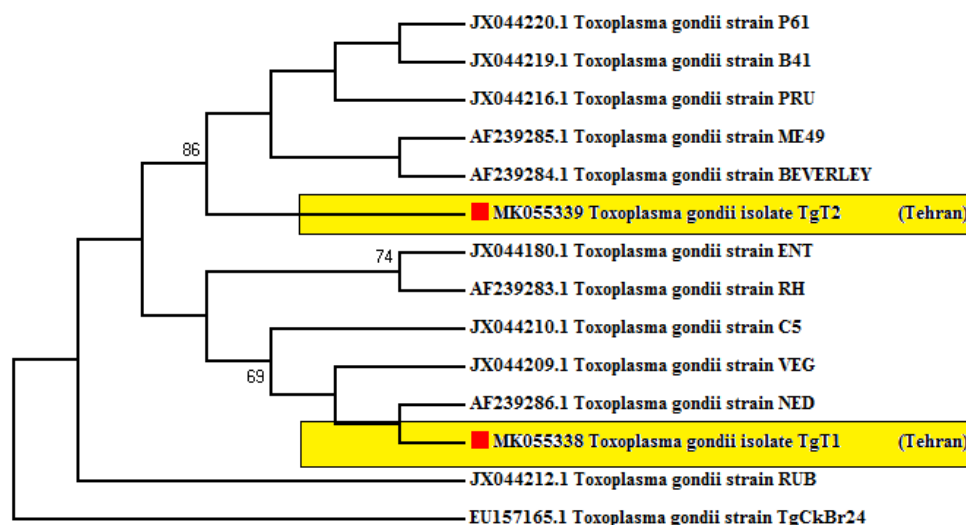 JX044220.1 Toxoplasma gondii strain P61
JX044219.1 Toxoplasma gondii strain B41
JX044216.1 Toxoplasma gondii strain PRU
AF239285.1 Toxoplasma gondii strain ME49
86
AF239284.1 Toxoplasma gondii strain BEVERLEY
MK055339 Toxoplasma gondii isolate TgT2 (Tehran)
JX044180.1 Toxoplasma gondii strain ENT
74
AF239283.1 Toxoplasma gondii strain RH
JX044210.1 Toxoplasma gondii strain C5
JX044209.1 Toxoplasma gondii strain VEG
69
AF239286.1 Toxoplasma gondii strain NED
MK055338 Toxoplasma gondii isolate TgT1 (Tehran)
JX044212.1 Toxoplasma gondii strain RUB
EU157165.1 Toxoplasma gondii strain TgCkBr24